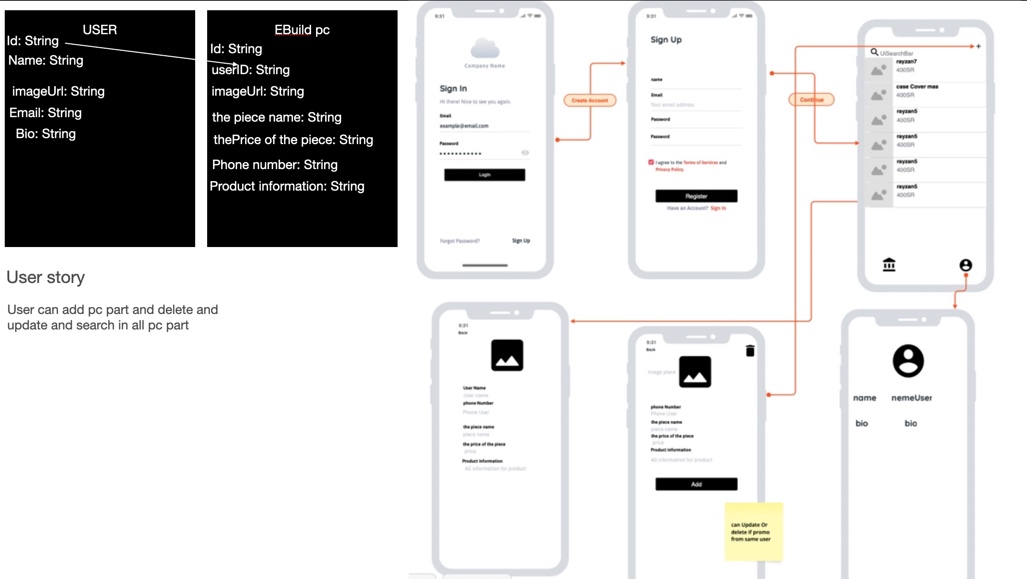 USER
Id: String
Name: String
imageUrl: String
Email: String
Bio: String
EBuild pc
Id: String
userID: String
imageUrl: String
the piece name: String
thePrice of the piece: String
Phone number: String
Product information: String
User story
User can add pc part and delete and
update and search in all pc part
9:31
Company Name
Sign In
Hi there! Nice to see you again.
Email
example@email.com
Password
Login
Forgot Password?
Sign Up
Create Account
9:31
Sign Up
name
Email
Your email address
Password
Password
I agree to the Terms of Services and
Privacy Policy.
Register
Have an Account? Sign In
Continue
UiSearchBar
+
rayzan7
400SR
case Cover mas
400SR
rayzan5
400SR
rayzan5
400SR
rayzan5
400SR
rayzan5
400SR
9:31
Back
User Name
User name
phone Number
Phone User
the piece name
piece name
the price of the piece
price
Product Information
All information for product
9:31
Back
image piece
phone Number
Phone User
the piece name
piece name
the price of the piece
price
Product Information
All information for product
Add
can Update Or
delete if promo
from same user
name
nemeUser
bio
bio